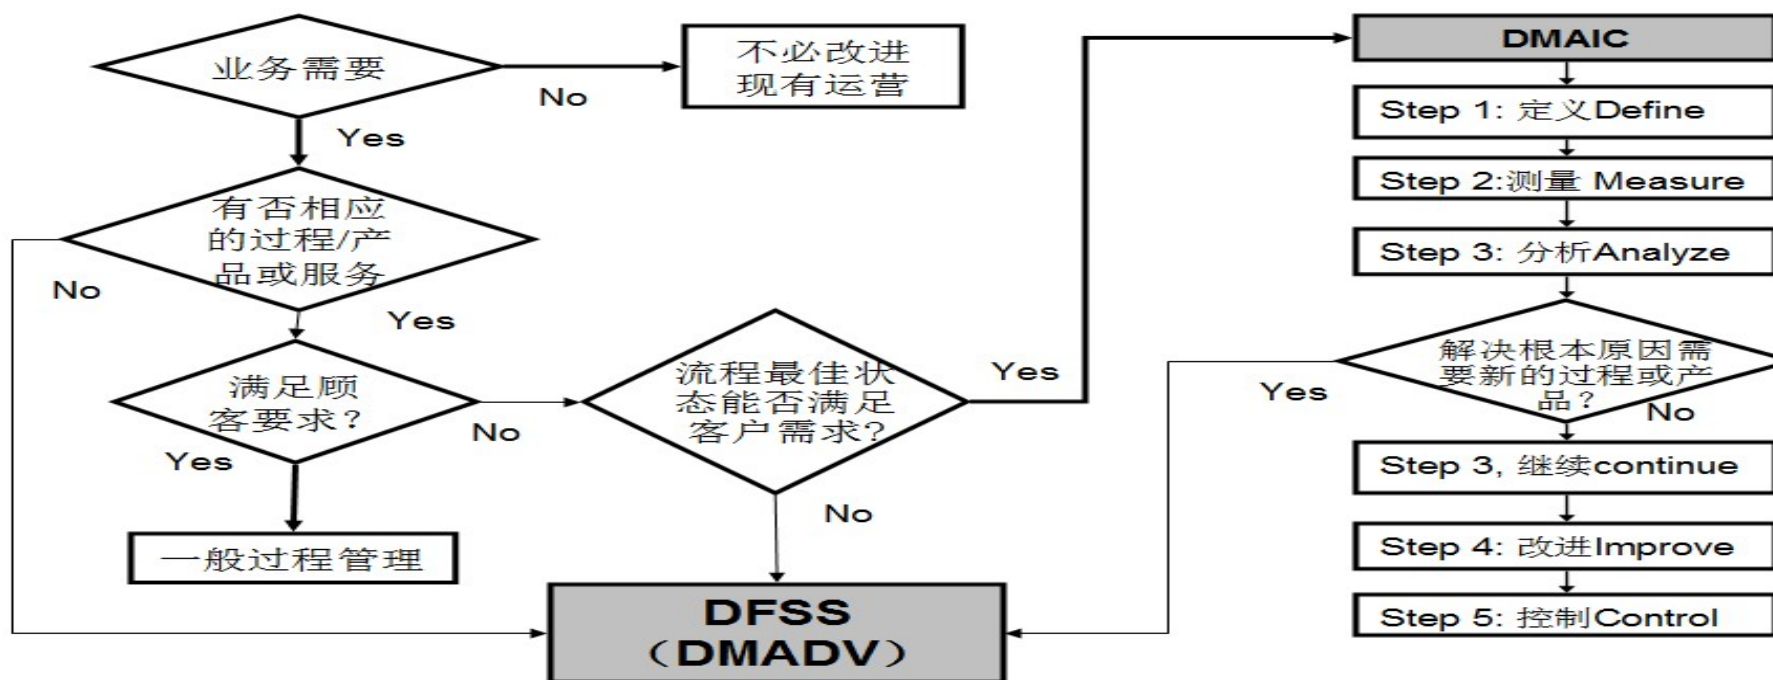 业务需要
No
不必改进
现有运营
Yes
有否相应
的过程/产
品或服务
No
Yes
满足顾
客要求？
No
Yes
一般过程管理
流程最佳状
态能否满足
客户需求?
Yes
No
DFSS
（DMADV）
DMAIC
Step 1: 定义Define
Step 2:测量 Measure
Step 3: 分析Analyze
解决根本原因需
要新的过程或产
品？
Yes
No
Step 3, 继续continue
Step 4: 改进Improve
Step 5: 控制Control